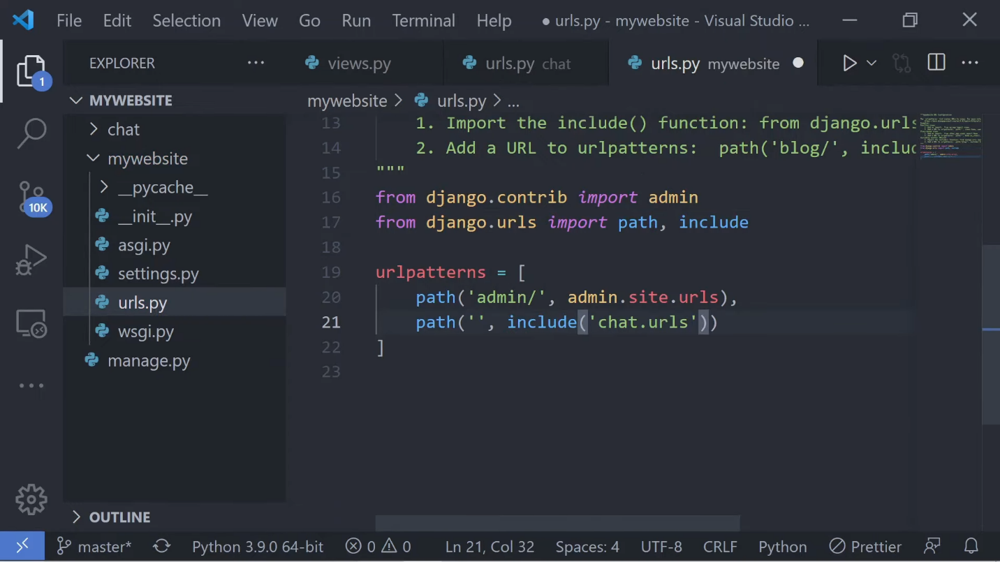 File Edit Selection View Go Run Terminal Help ● urls.py - mywebsite - Visual Studio ...
EXPLORER ... views.py urls.py chat urls.py mywebsite
1
MYWEBSITE
mywebsite > urls.py > ...
chat
mywebsite
__pycache__
__init__.py
asgi.py
settings.py
urls.py
wsgi.py
manage.py
10K
OUTLINE
13 1. Import the include() function: from django.urls
14 2. Add a URL to urlpatterns:  path('blog/', inclu
15 """
16 from django.contrib import admin
17 from django.urls import path, include
18
19 urlpatterns = [
20     path('admin/', admin.site.urls),
21     path('', include('chat.urls'))
22 ]
23
master* Python 3.9.0 64-bit 0 0 Ln 21, Col 32 Spaces: 4 UTF-8 CRLF Python Prettier